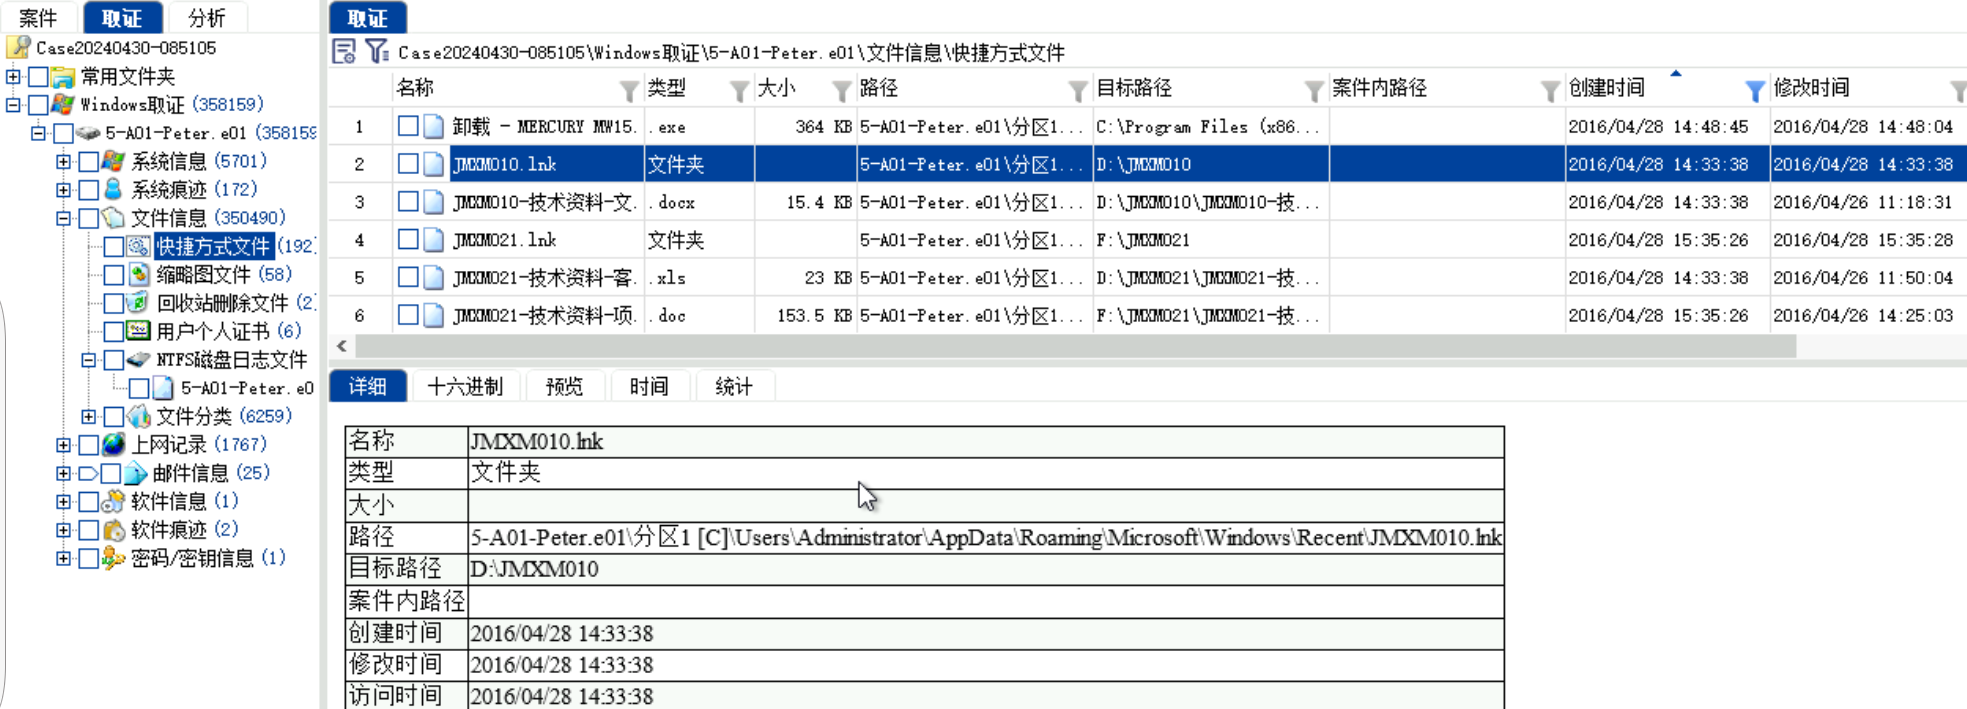 案件 取证 分析
Case20240430-085105
常用文件夹
Windows取证 (358159)
5-A01-Peter.e01 (358159
系统信息 (5701)
系统痕迹 (172)
文件信息 (350490)
快捷方式文件 (192)
缩略图文件 (58)
回收站删除文件 (2
用户个人证书 (6)
NTFS磁盘日志文件
5-A01-Peter.e0
文件分类 (6259)
上网记录 (1767)
邮件信息 (25)
软件信息 (1)
软件痕迹 (2)
密码/密钥信息 (1)
取证
Case20240430-085105\Windows取证\5-A01-Peter.e01\文件信息\快捷方式文件
名称 类型 大小 路径 目标路径 案件内路径 创建时间 修改时间
1 卸载 - MERCURY MW15. .exe 364 KB 5-A01-Peter.e01\分区1... C:\Program Files (x86... 2016/04/28 14:48:45 2016/04/28 14:48:04
2 JMXM010.lnk 文件夹 5-A01-Peter.e01\分区1... D:\JMXM010 2016/04/28 14:33:38 2016/04/28 14:33:38
3 JMXM010-技术资料-文. .docx 15.4 KB 5-A01-Peter.e01\分区1... D:\JMXM010\JMXM010-技... 2016/04/28 14:33:38 2016/04/26 11:18:31
4 JMXM021.lnk 文件夹 5-A01-Peter.e01\分区1... F:\JMXM021 2016/04/28 15:35:26 2016/04/28 15:35:28
5 JMXM021-技术资料-客. .xls 23 KB 5-A01-Peter.e01\分区1... D:\JMXM021\JMXM021-技... 2016/04/28 14:33:38 2016/04/26 11:50:04
6 JMXM021-技术资料-项. .doc 153.5 KB 5-A01-Peter.e01\分区1... F:\JMXM021\JMXM021-技... 2016/04/28 15:35:26 2016/04/26 14:25:03
详细 十六进制 预览 时间 统计
名称 JMXM010.lnk
类型 文件夹
大小
路径 5-A01-Peter.e01\分区1 [C]\Users\Administrator\AppData\Roaming\Microsoft\Windows\Recent\JMXM010.lnk
目标路径 D:\JMXM010
案件内路径
创建时间 2016/04/28 14:33:38
修改时间 2016/04/28 14:33:38
访问时间 2016/04/28 14:33:38